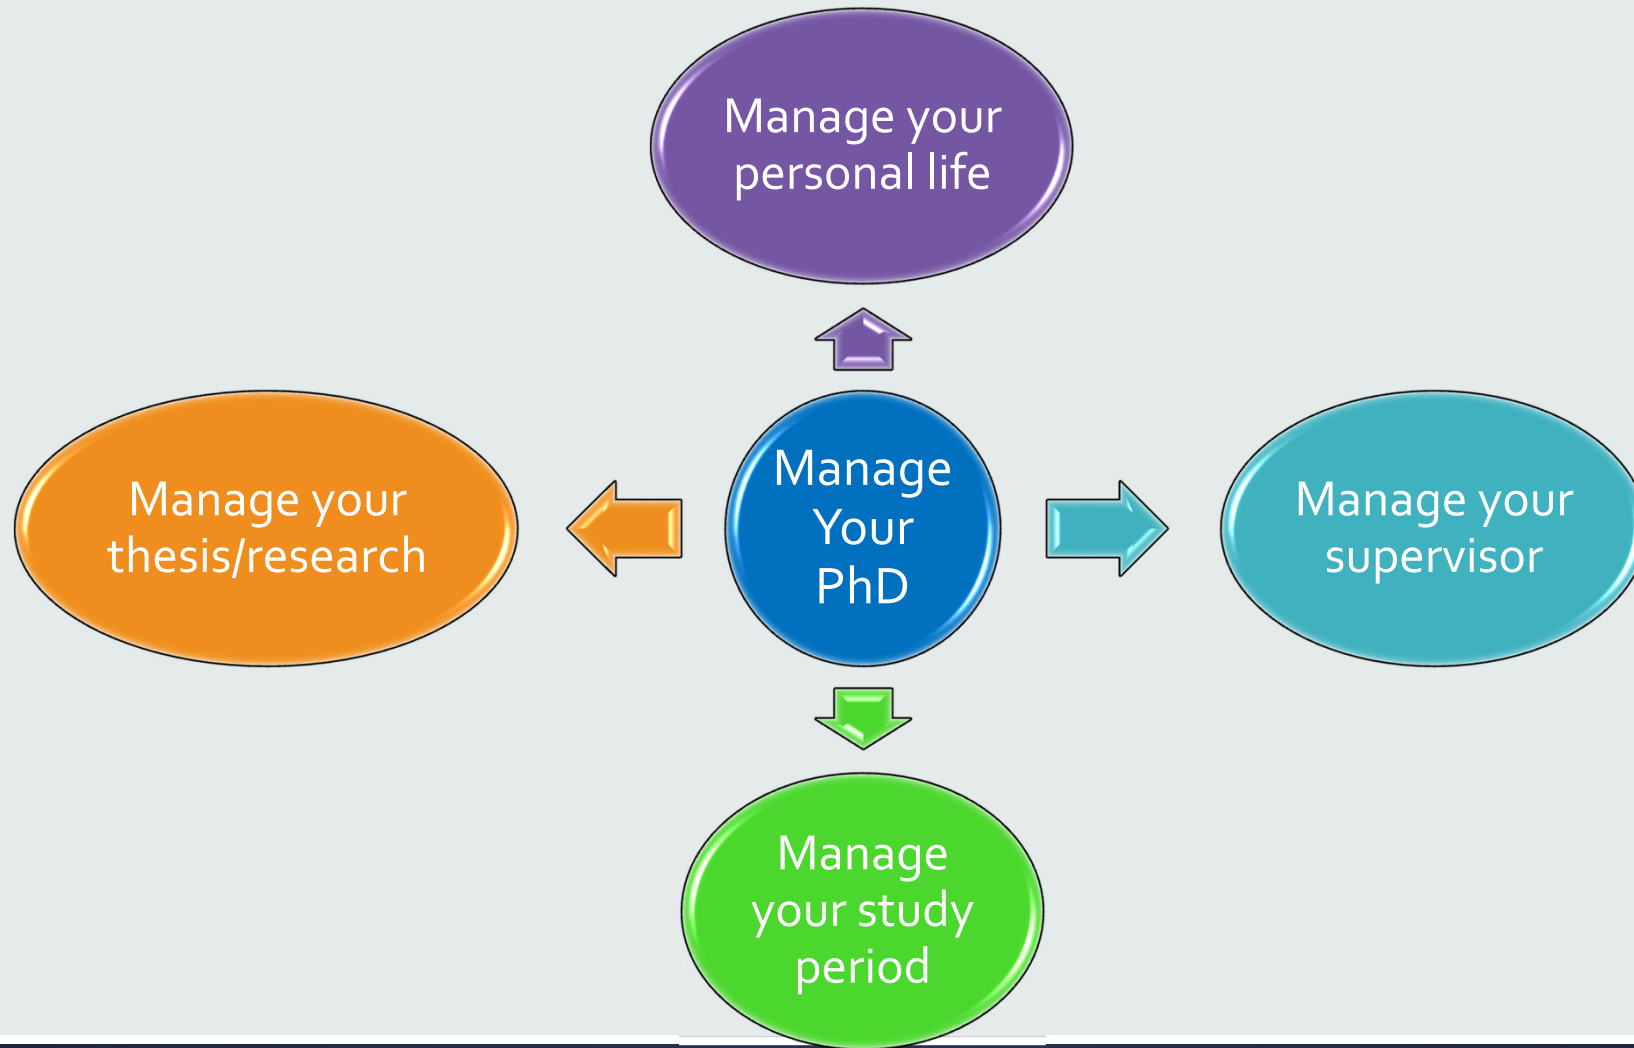 Manage your
personal life
Manage your
thesis/research
Manage
Your
PhD
Manage your
supervisor
Manage
your study
period